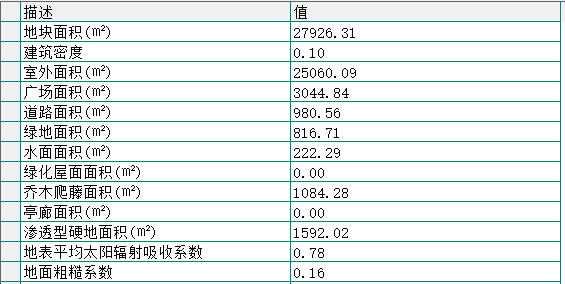 描述 值
地块面积(㎡) 27926.31
建筑密度 0.10
室外面积(㎡) 25060.09
广场面积(㎡) 3044.84
道路面积(㎡) 980.56
绿地面积(㎡) 816.71
水面面积(㎡) 222.29
绿化屋面面积(㎡) 0.00
乔木爬藤面积(㎡) 1084.28
亭廊面积(㎡) 0.00
渗透型硬地面积(㎡) 1592.02
地表平均太阳辐射吸收系数 0.78
地面粗糙系数 0.16